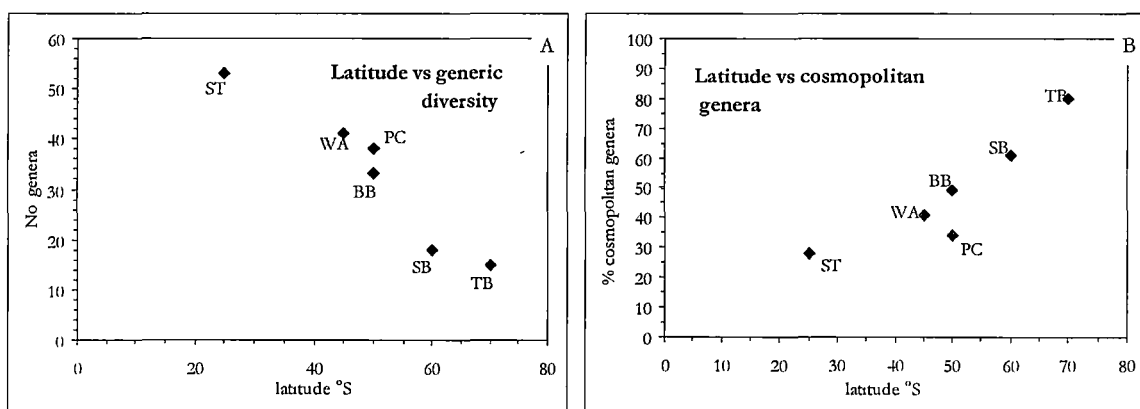 A
Latitude vs generic
diversity
No genera
60
50
40
30
20
10
0
ST
WA
PC
BB
SB
TB
0
20
40
60
80
latitude °S
B
Latitude vs cosmopolitan
genera
% cosmopolitan genera
100
90
80
70
60
50
40
30
20
10
0
TB
SB
BB
WA
PC
ST
0
10
20
30
40
50
60
70
80
latitude °S